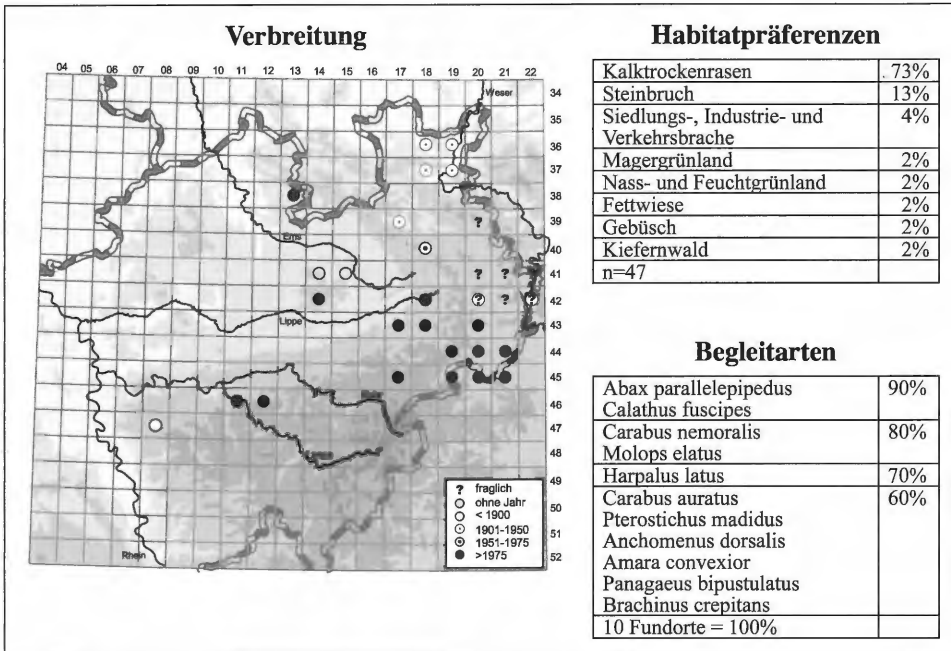 Verbreitung
04 05 06 07 08 09 10 11 12 13 14 15 16 17 18 19 20 21 22
34
35
36
37
38
39
40
41
42
43
44
45
46
47
48
49
50
51
52
Weser
Ems
Lippe
Rhein
? ? ? ? ? ? ?
? fraglich
ohne Jahr
< 1900
1901-1950
1951-1975
>1975
Habitatpräferenzen
Kalktrockenrasen 73%
Steinbruch 13%
Siedlungs-, Industrie- und 4%
Verkehrsbrache
Magergrünland 2%
Nass- und Feuchtgrünland 2%
Fettwiese 2%
Gebüsch 2%
Kiefernwald 2%
n=47
Begleitarten
Abax parallelepipedus 90%
Calathus fuscipes
Carabus nemoralis 80%
Molops elatus
Harpalus latus 70%
Carabus auratus 60%
Pterostichus madidus
Anchomenus dorsalis
Amara convexior
Panagaeus bipustulatus
Brachinus crepitans
10 Fundorte = 100%